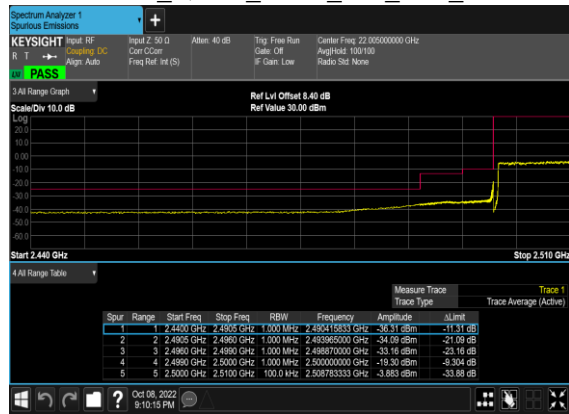 Spectrum Analyzer 1
Spurious Emissions
+
KEYSIGHT Input: RF Input Z: 50 Ω Atten: 40 dB Trig: Free Run Center Freq: 22.005000000 GHz
R T Coupling: DC Corr CCorr Gate: Off Avg|Hold: 100/100
Align: Auto Freq Ref: Int (S) IF Gain: Low Radio Std: None
PASS
3 All Range Graph
Ref Lvl Offset 8.40 dB
Scale/Div 10.0 dB Ref Value 30.00 dBm
Log
20.0
10.0
0.00
-10.0
-20.0
-30.0
-40.0
-50.0
-60.0
Start 2.440 GHz Stop 2.510 GHz
4 All Range Table
Measure Trace Trace 1
Trace Type Trace Average (Active)
Spur Range Start Freq Stop Freq RBW Frequency Amplitude ΔLimit
1 1 2.4400 GHz 2.4905 GHz 1.000 MHz 2.490415833 GHz -36.31 dBm -11.31 dB
2 2 2.4905 GHz 2.4960 GHz 1.000 MHz 2.493965000 GHz -34.09 dBm -21.09 dB
3 3 2.4960 GHz 2.4990 GHz 1.000 MHz 2.498870000 GHz -33.16 dBm -23.16 dB
4 4 2.4990 GHz 2.5000 GHz 1.000 MHz 2.500000000 GHz -19.30 dBm -9.304 dB
5 5 2.5000 GHz 2.5100 GHz 100.0 kHz 2.508783333 GHz -3.883 dBm -33.88 dB
? Oct 08, 2022
9:10:15 PM